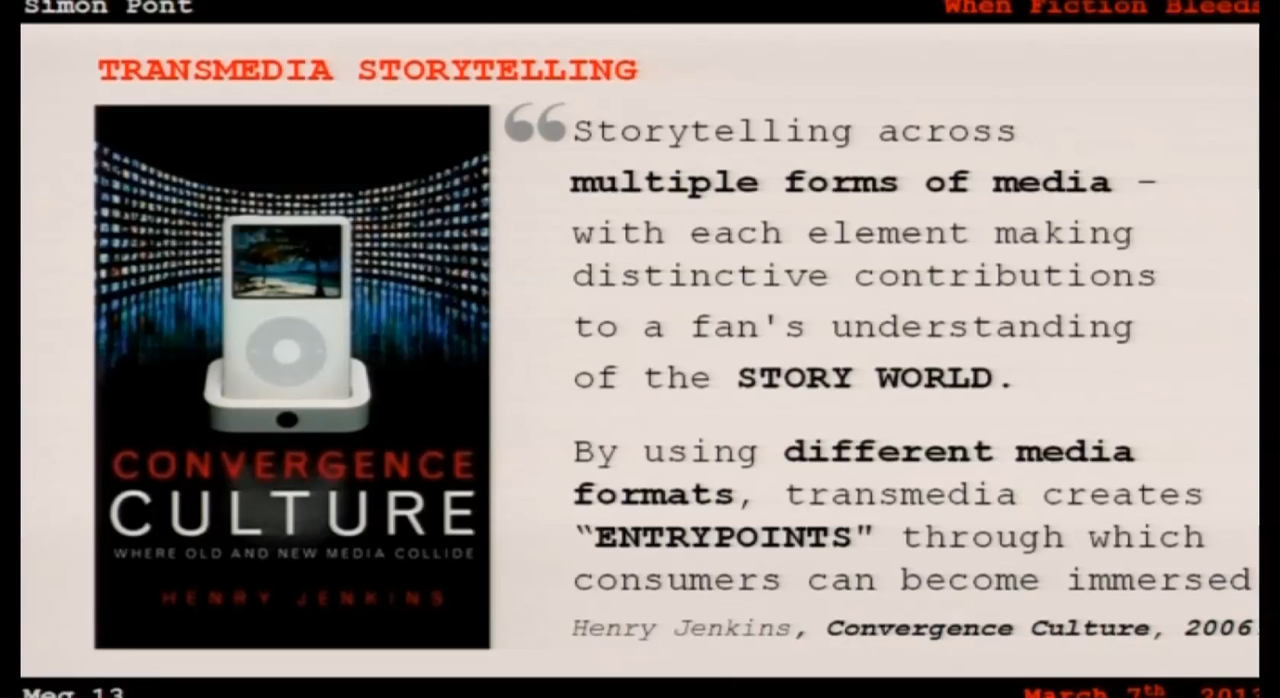 Simon Pont
When Fiction Bleeds
TRANSMEDIA STORYTELLING
CONVERGENCE
CULTURE
WHERE OLD AND NEW MEDIA COLLIDE
HENRY JENKINS
“Storytelling across
multiple forms of media –
with each element making
distinctive contributions
to a fan's understanding
of the STORY WORLD.
By using different media
formats, transmedia creates
“ENTRYPOINTS" through which
consumers can become immersed
Henry Jenkins, Convergence Culture, 2006.
Meg 13
March 7th 2013